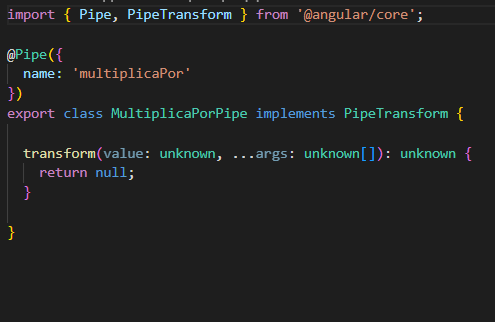 import { Pipe, PipeTransform } from '@angular/core';
@Pipe({
  name: 'multiplicaPor'
})
export class MultiplicaPorPipe implements PipeTransform {
  transform(value: unknown, ...args: unknown[]): unknown {
    return null;
  }
}